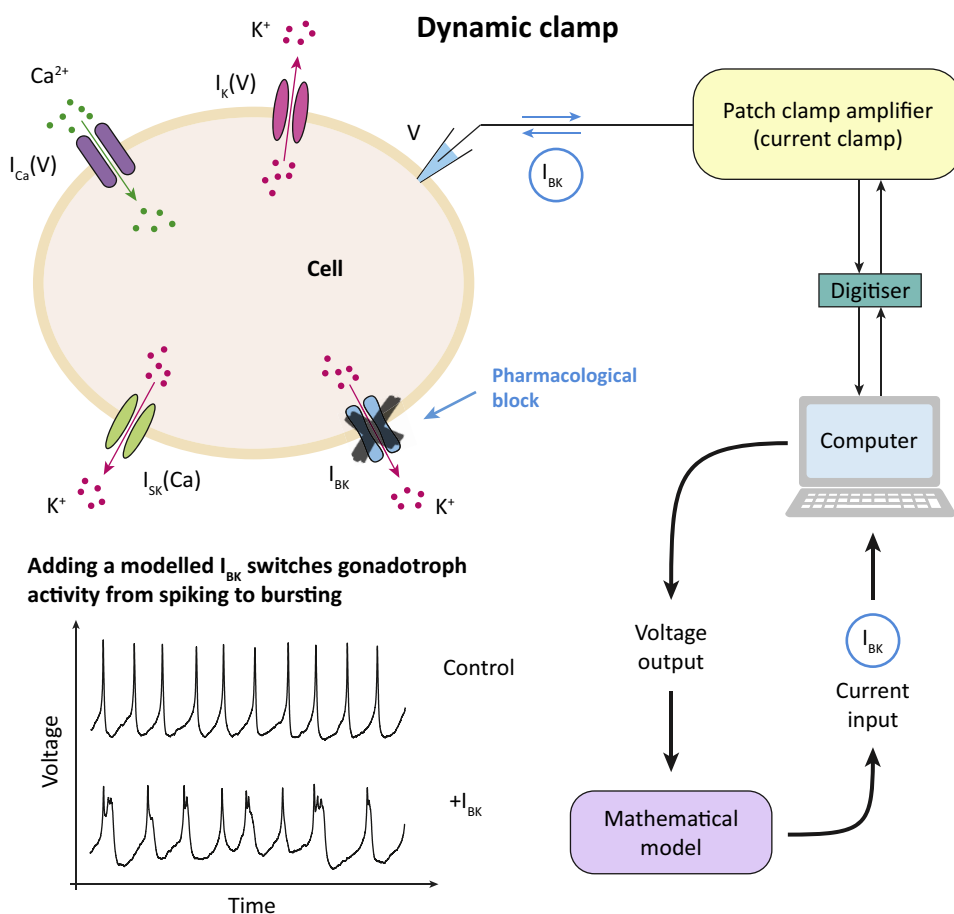 Dynamic clamp
K⁺
Ca²⁺
I_K(V)
I_Ca(V)
V
I_BK
Patch clamp amplifier
(current clamp)
Cell
Digitiser
Pharmacological
block
Computer
I_SK(Ca)
I_BK
K⁺
K⁺
Adding a modelled I_BK switches gonadotroph
activity from spiking to bursting
Voltage
Control
+I_BK
Time
Voltage
output
I_BK
Current
input
Mathematical
model